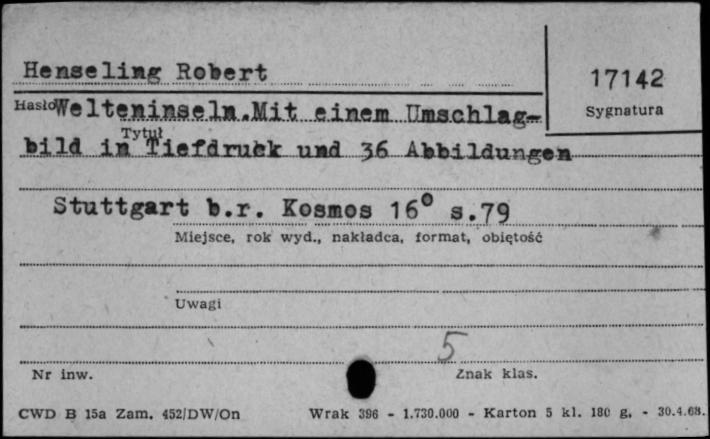 Henseling Robert
17142
Hasło Welteninseln.Mit einem Umschlag-
Sygnatura
Tytuł
bild in Tiefdruck und 36 Abbildungen
Stuttgart b.r. Kosmos 16° s.79
Miejsce, rok wyd., nakładca, format, obiętość
Uwagi
5
Nr inw.
Znak klas.
CWD B 15a Zam. 452/DW/On Wrak 396 - 1.730.000 - Karton 5 kl. 180 g. - 30.4.68.